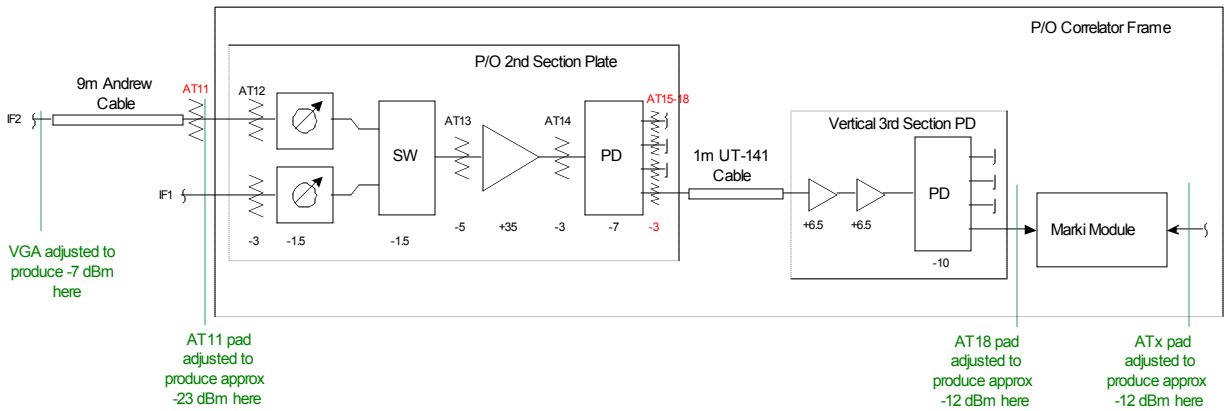 P/O Correlator Frame
P/O 2nd Section Plate
9m Andrew
Cable
AT11
AT12
AT15-18
IF2
AT13
AT14
Vertical 3rd Section PD
SW
PD
1m UT-141
Cable
PD
IF1
+6.5
+6.5
Marki Module
-3
-1.5
-1.5
-5
+35
-3
-7
-3
-10
VGA adjusted to
produce -7 dBm
here
AT11 pad
adjusted to
produce approx
-23 dBm here
AT18 pad
adjusted to
produce approx
-12 dBm here
ATx pad
adjusted to
produce approx
-12 dBm here